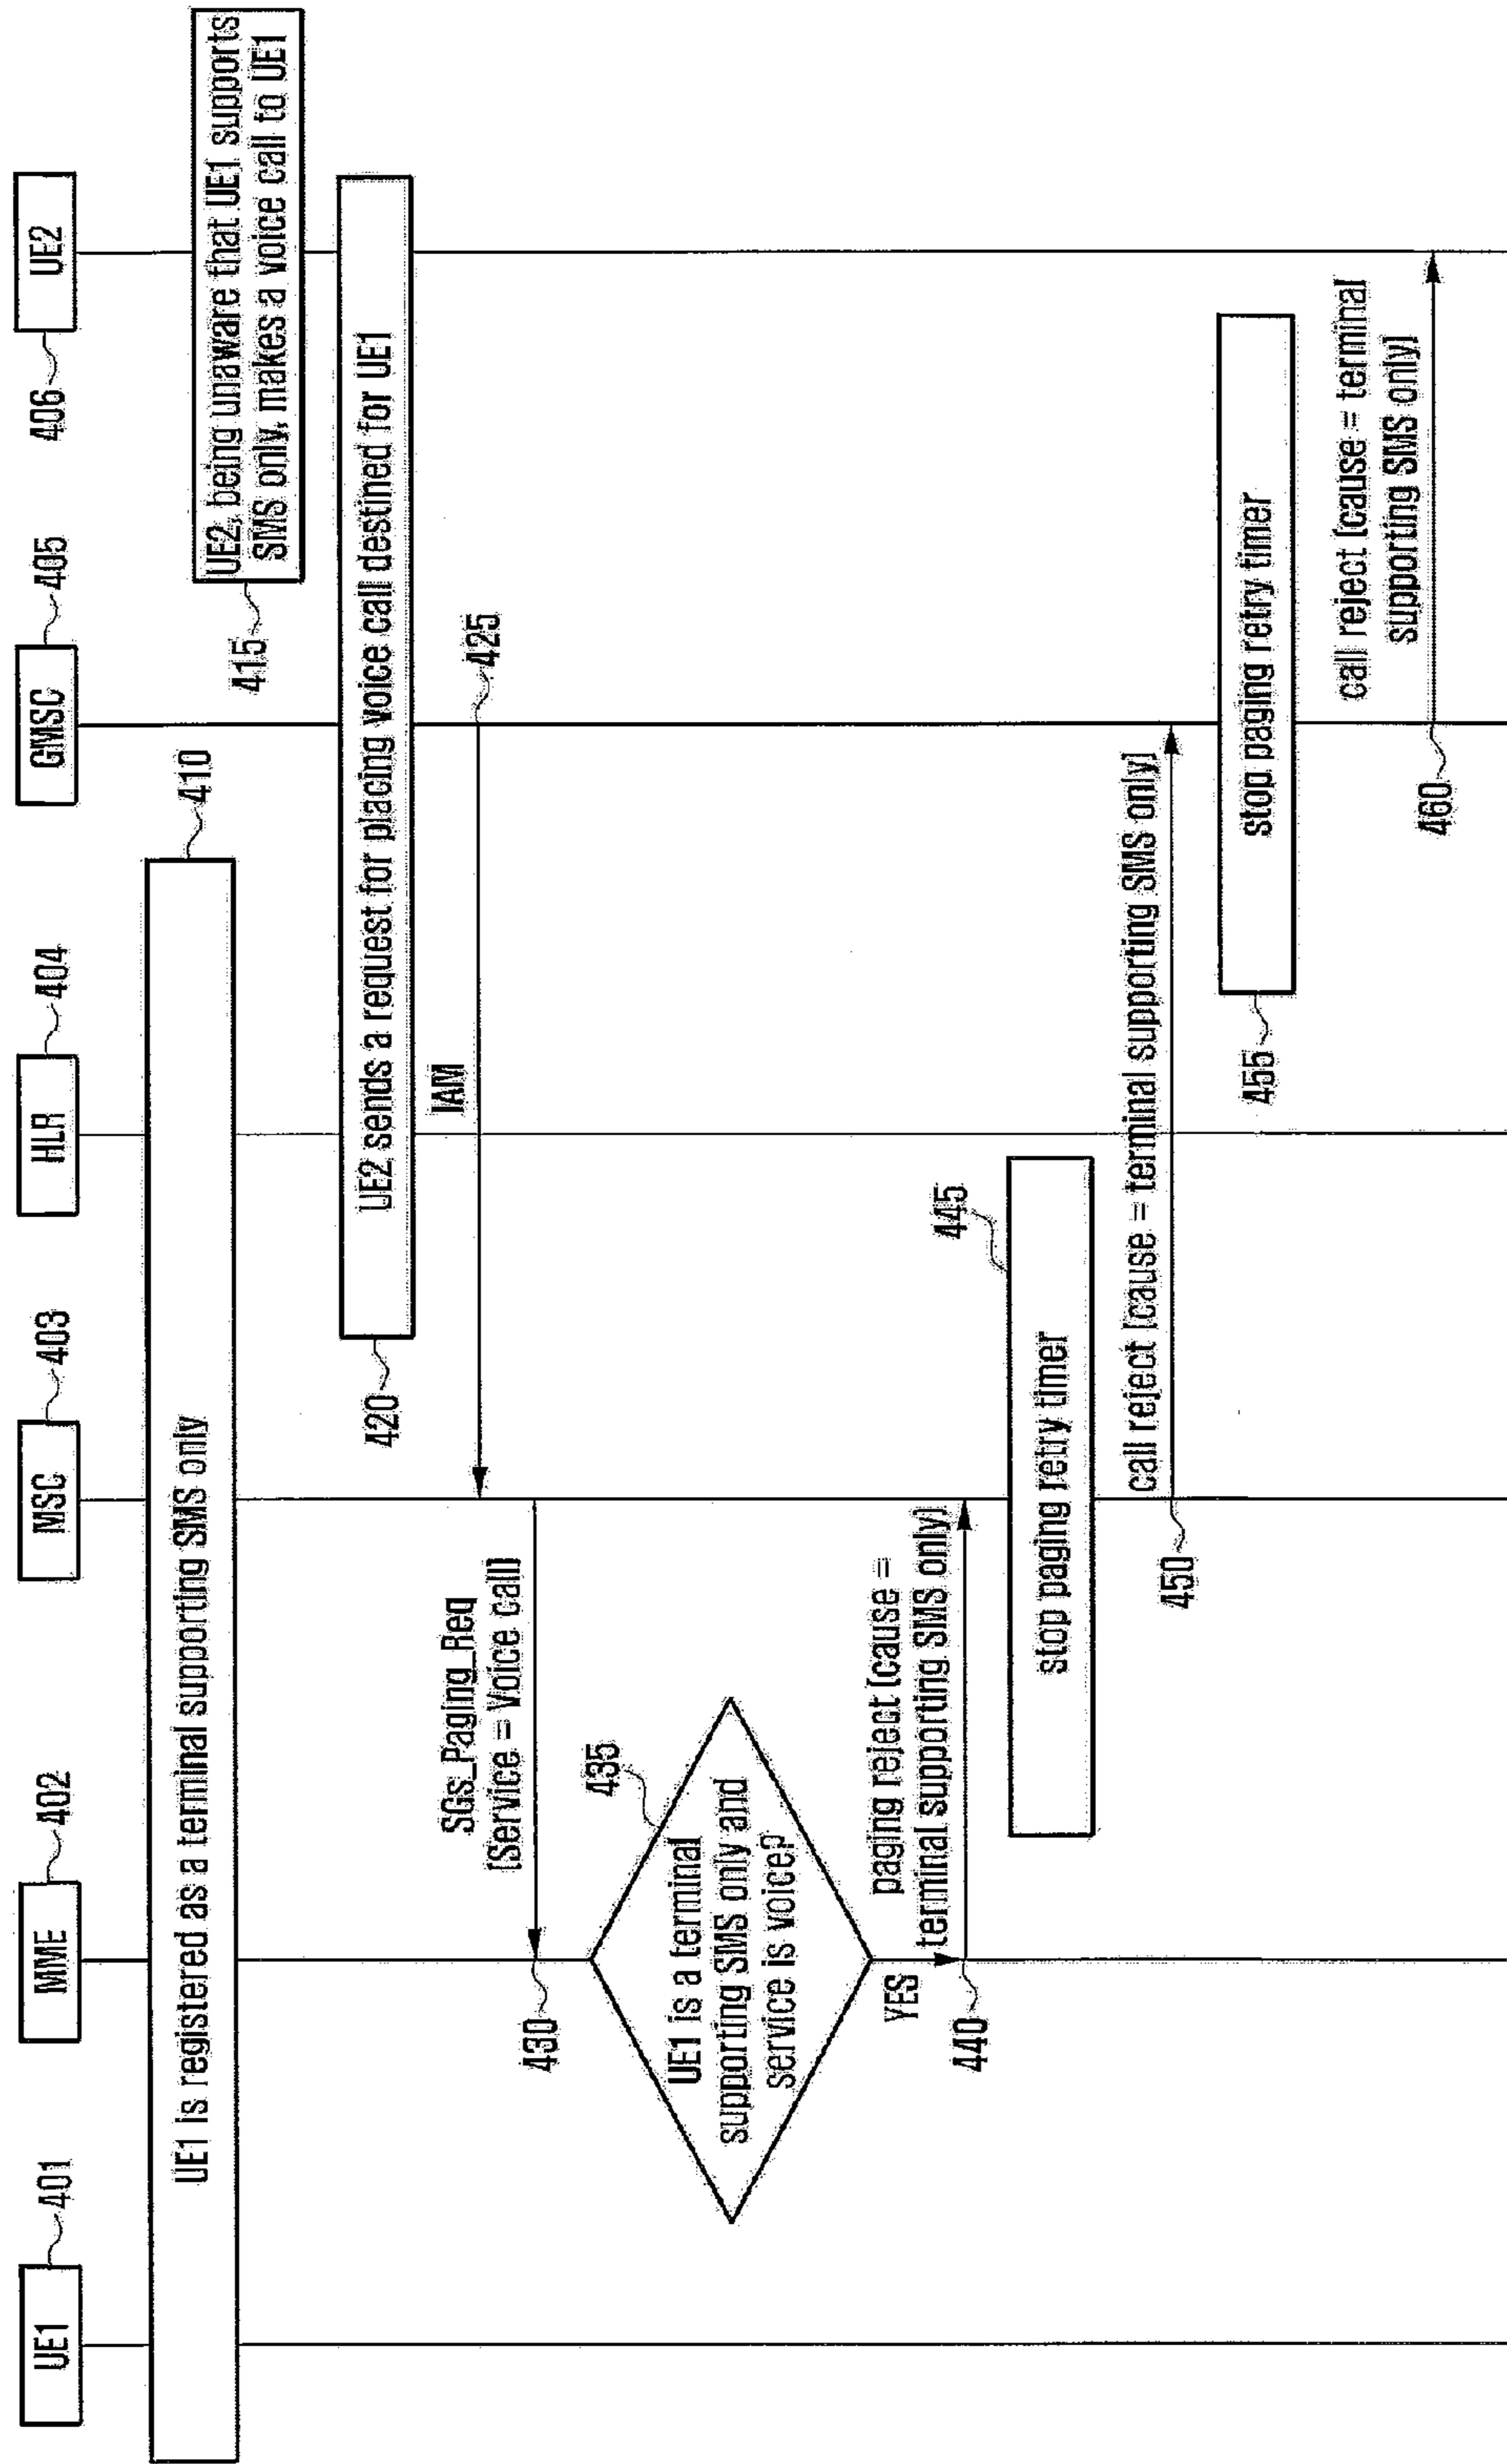 UE1
401
MME
402
MSC
403
HLR
404
GMSC
405
UE2
406
UE1 is registered as a terminal supporting SMS only
410
UE2, being unaware that UE1 supports
SMS only, makes a voice call to UE1
415
UE2 sends a request for placing voice call destined for UE1
420
IAM
425
SGs_Paging_Req
(Service = Voice call)
430
UE1 is a terminal
supporting SMS only and
service is voice?
435
YES
paging reject (cause =
terminal supporting SMS only)
440
stop paging retry timer
445
call reject (cause = terminal supporting SMS only)
450
stop paging retry timer
455
call reject (cause = terminal
supporting SMS only)
460